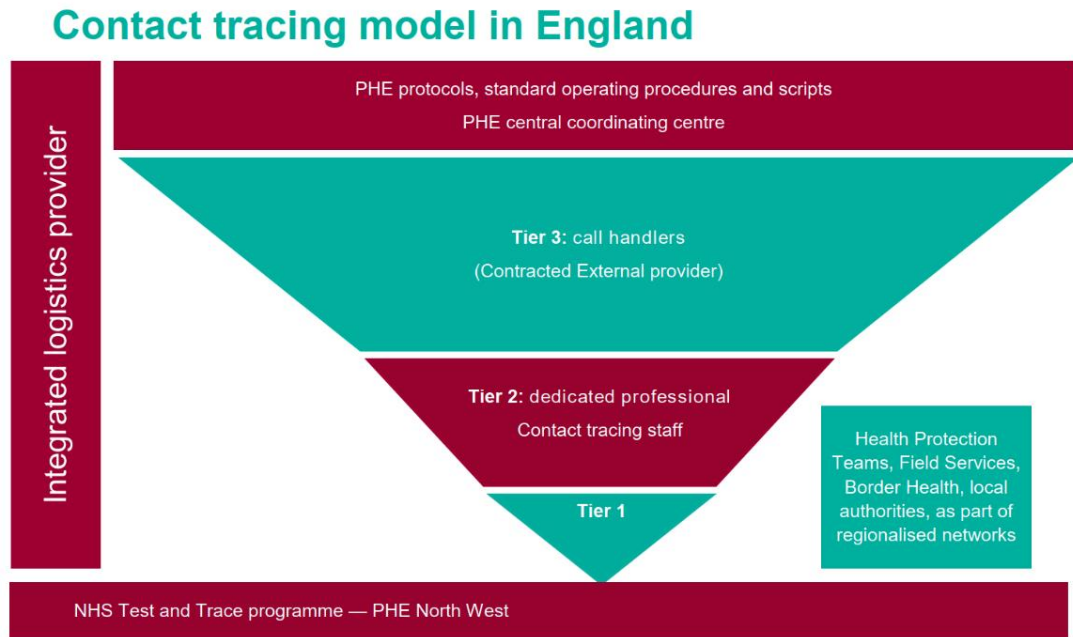 Contact tracing model in England
Integrated logistics provider
PHE protocols, standard operating procedures and scripts
PHE central coordinating centre
Tier 3: call handlers
(Contracted External provider)
Tier 2: dedicated professional
Contact tracing staff
Tier 1
Health Protection
Teams, Field Services,
Border Health, local
authorities, as part of
regionalised networks
NHS Test and Trace programme — PHE North West